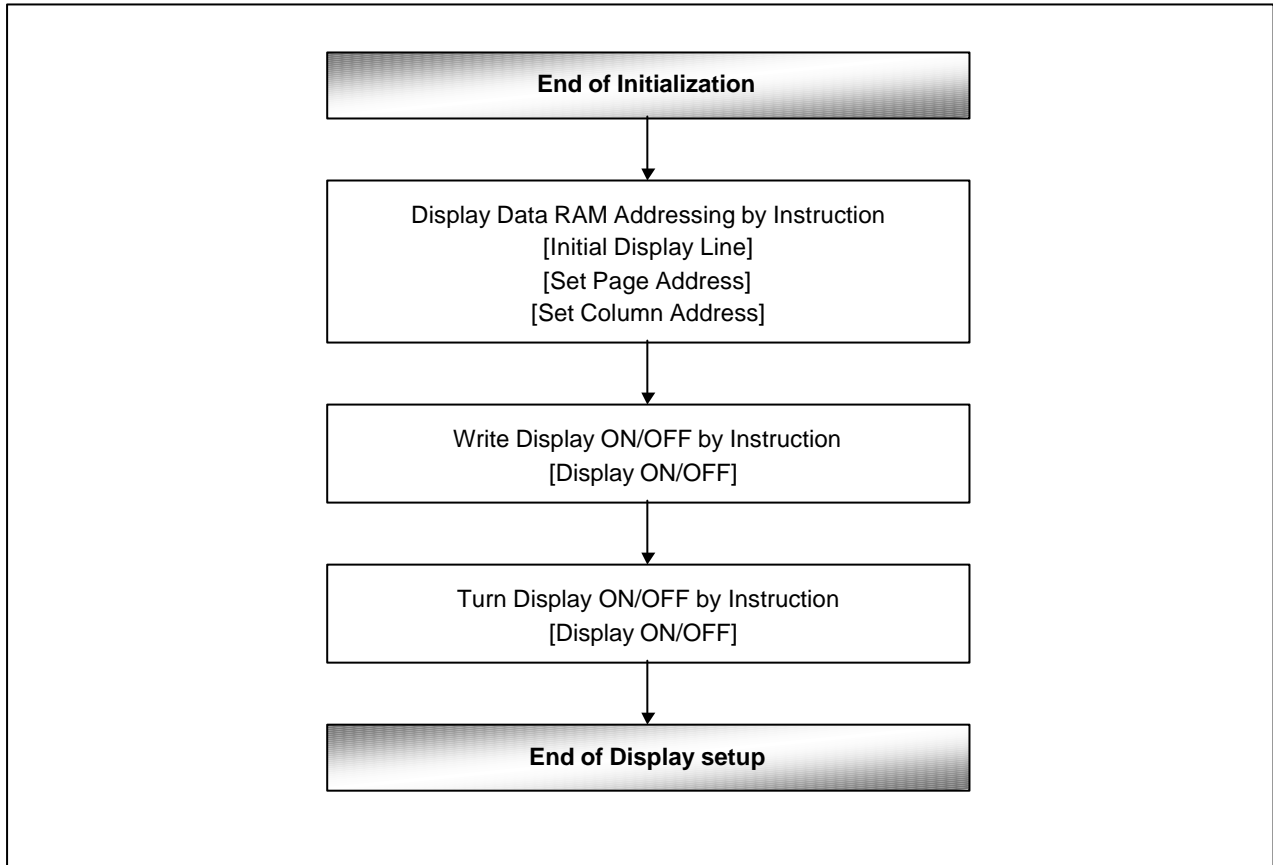 End of Initialization
Display Data RAM Addressing by Instruction
[Initial Display Line]
[Set Page Address]
[Set Column Address]
Write Display ON/OFF by Instruction
[Display ON/OFF]
Turn Display ON/OFF by Instruction
[Display ON/OFF]
End of Display setup